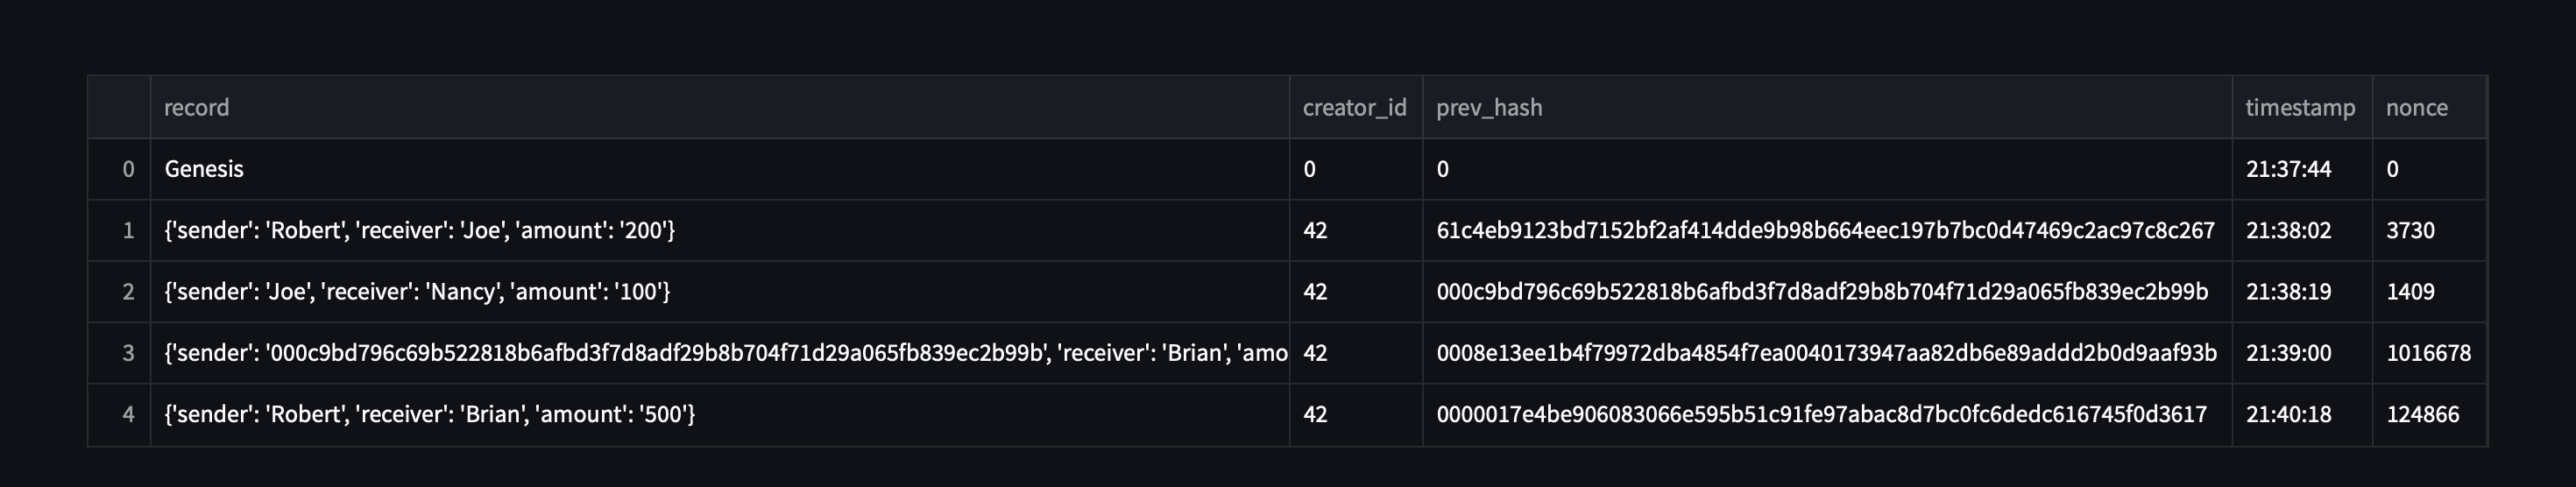 record creator_id prev_hash timestamp nonce
0 Genesis 0 0 21:37:44 0
1 {'sender': 'Robert', 'receiver': 'Joe', 'amount': '200'} 42 61c4eb9123bd7152bf2af414dde9b98b664eec197b7bc0d47469c2ac97c8c267 21:38:02 3730
2 {'sender': 'Joe', 'receiver': 'Nancy', 'amount': '100'} 42 000c9bd796c69b522818b6afbd3f7d8adf29b8b704f71d29a065fb839ec2b99b 21:38:19 1409
3 {'sender': '000c9bd796c69b522818b6afbd3f7d8adf29b8b704f71d29a065fb839ec2b99b', 'receiver': 'Brian', 'amo 42 0008e13ee1b4f79972dba4854f7ea0040173947aa82db6e89addd2b0d9aaf93b 21:39:00 1016678
4 {'sender': 'Robert', 'receiver': 'Brian', 'amount': '500'} 42 0000017e4be906083066e595b51c91fe97abac8d7bc0fc6dedc616745f0d3617 21:40:18 124866